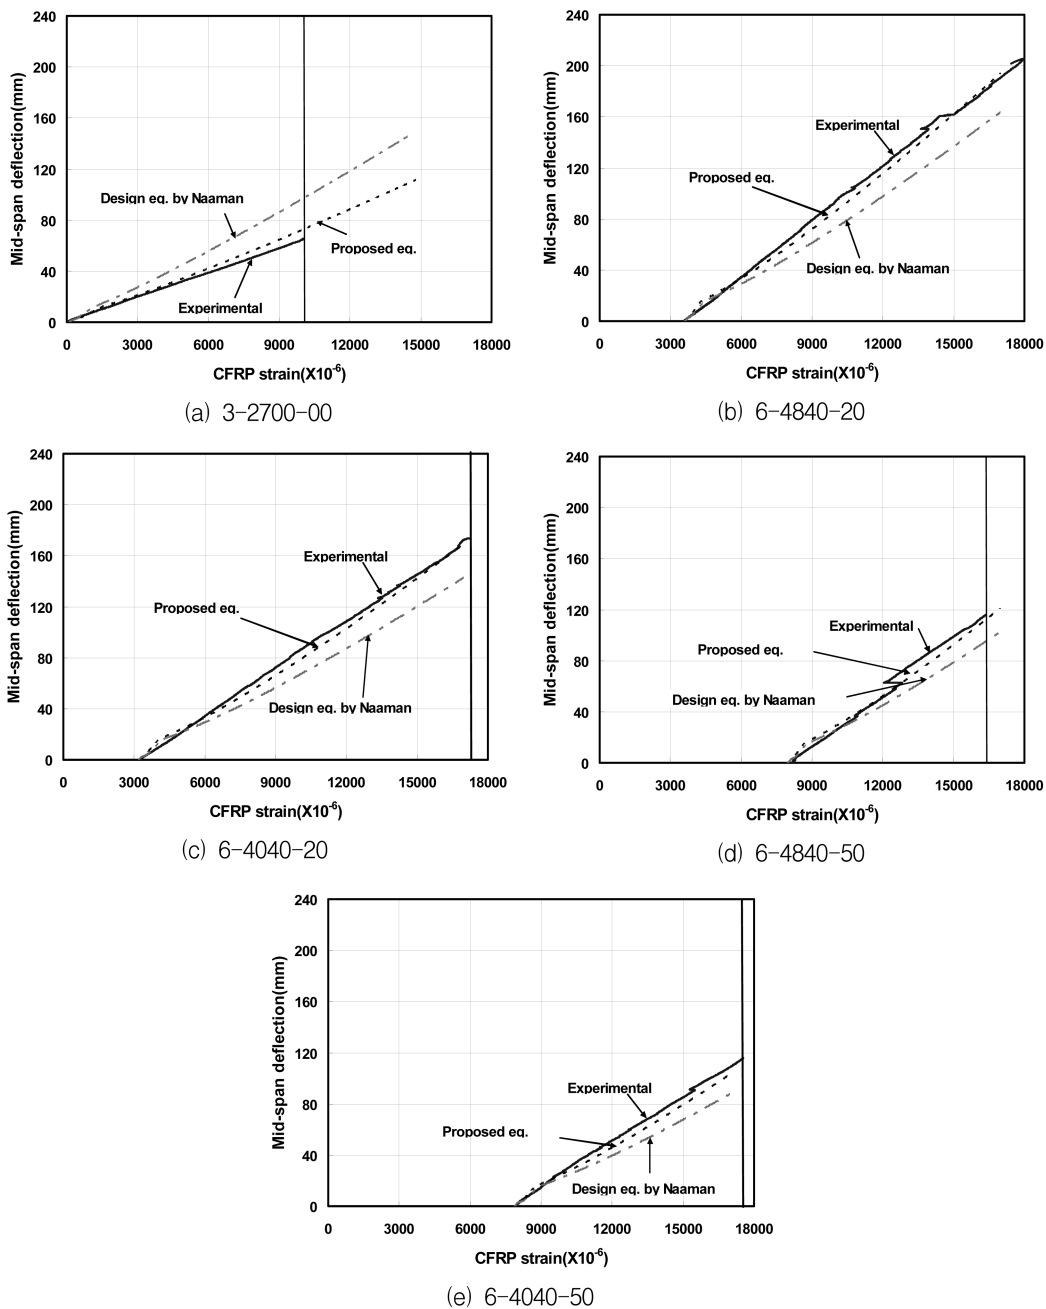 Mid-span deflection(mm)
240
200
160
120
80
40
0
Design eq. by Naaman
Proposed eq.
Experimental
0 3000 6000 9000 12000 15000 18000
CFRP strain(X10-6)
(a) 3-2700-00
Mid-span deflection(mm)
240
200
160
120
80
40
0
Experimental
Proposed eq.
Design eq. by Naaman
0 3000 6000 9000 12000 15000 18000
CFRP strain(X10-6)
(b) 6-4840-20
Mid-span deflection(mm)
240
200
160
120
80
40
0
Experimental
Proposed eq.
Design eq. by Naaman
0 3000 6000 9000 12000 15000 18000
CFRP strain(X10-6)
(c) 6-4040-20
Mid-span deflection(mm)
240
200
160
120
80
40
0
Experimental
Proposed eq.
Design eq. by Naaman
0 3000 6000 9000 12000 15000 18000
CFRP strain(X10-6)
(d) 6-4840-50
Mid-span deflection(mm)
240
200
160
120
80
40
0
Experimental
Proposed eq.
Design eq. by Naaman
0 3000 6000 9000 12000 15000 18000
CFRP strain(X10-6)
(e) 6-4040-50